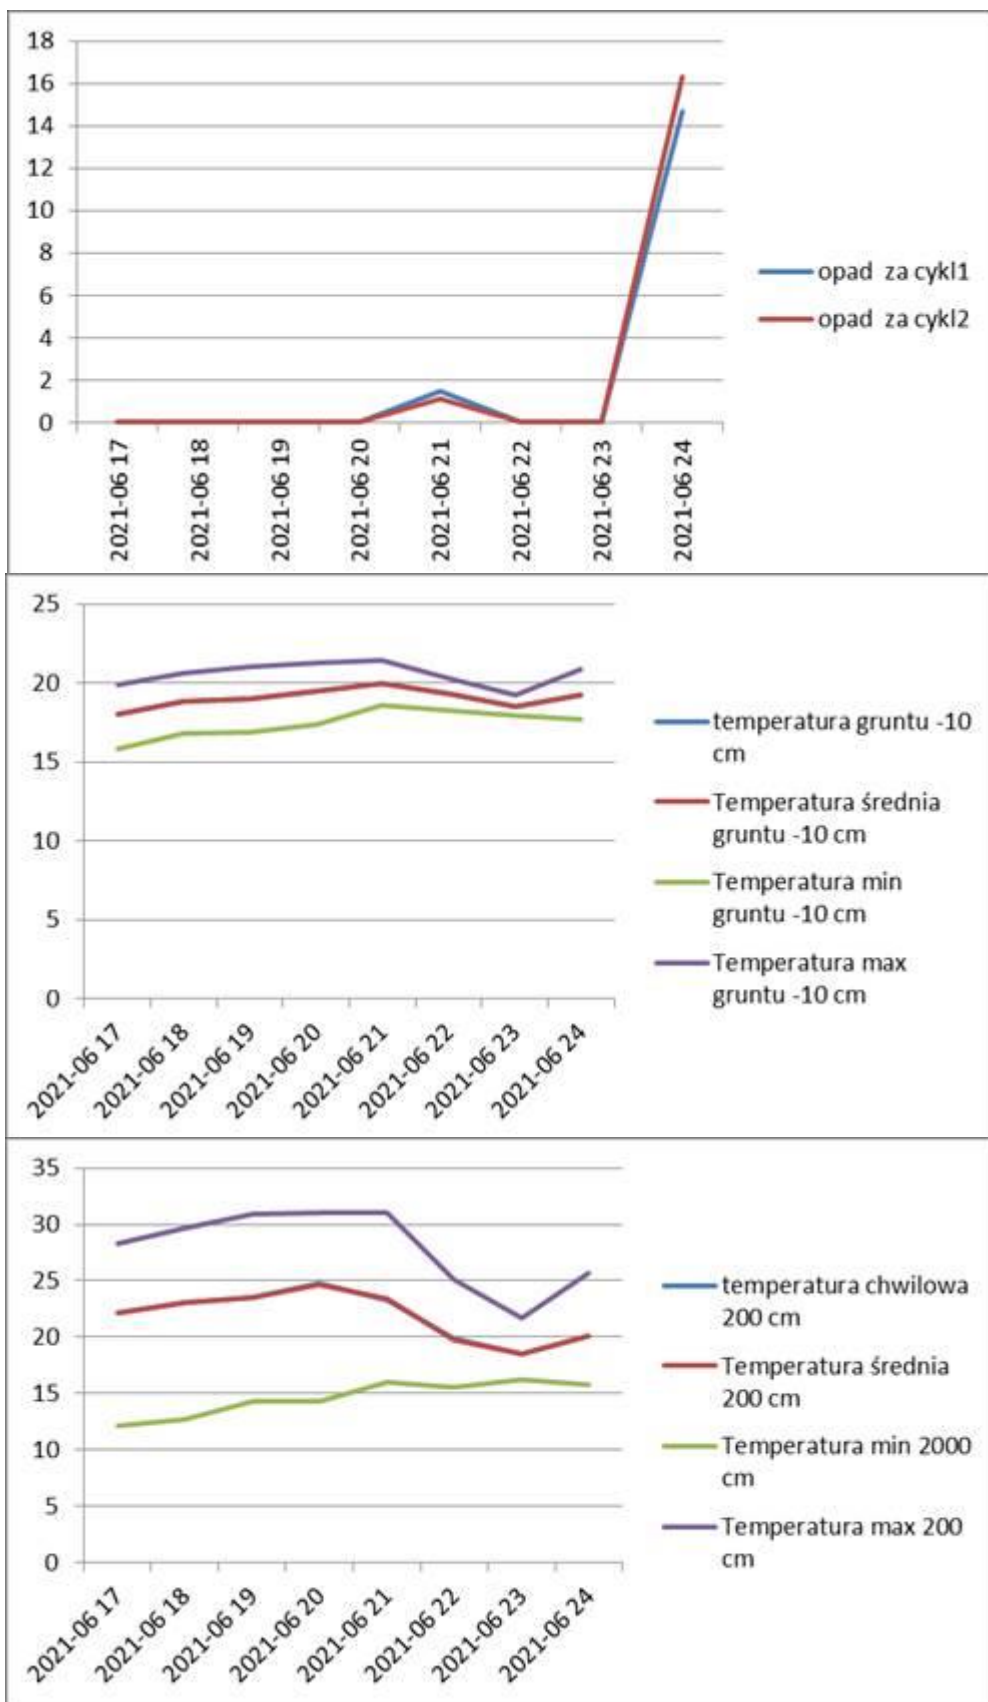 18
16
14
12
10
8
6
4
2
0
2021-06 17
2021-06 18
2021-06 19
2021-06 20
2021-06 21
2021-06 22
2021-06 23
2021-06 24
opad za cykl1
opad za cykl2
25
20
15
10
5
0
2021-06 17
2021-06 18
2021-06 19
2021-06 20
2021-06 21
2021-06 22
2021-06 23
2021-06 24
temperatura gruntu -10
cm
Temperatura średnia
gruntu -10 cm
Temperatura min
gruntu -10 cm
Temperatura max
gruntu -10 cm
35
30
25
20
15
10
5
0
2021-06 17
2021-06 18
2021-06 19
2021-06 20
2021-06 21
2021-06 22
2021-06 23
2021-06 24
temperatura chwilowa
200 cm
Temperatura średnia
200 cm
Temperatura min 2000
cm
Temperatura max 200
cm